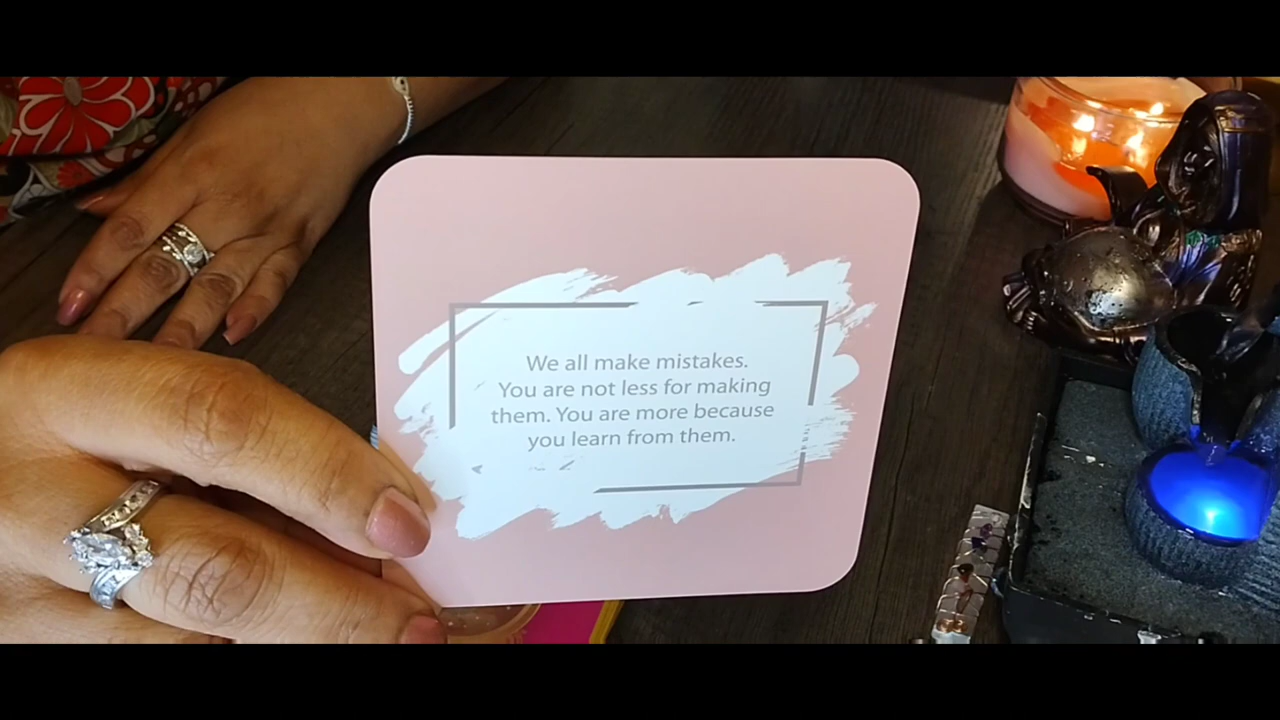 We all make mistakes.
You are not less for making
them. You are more because
you learn from them.